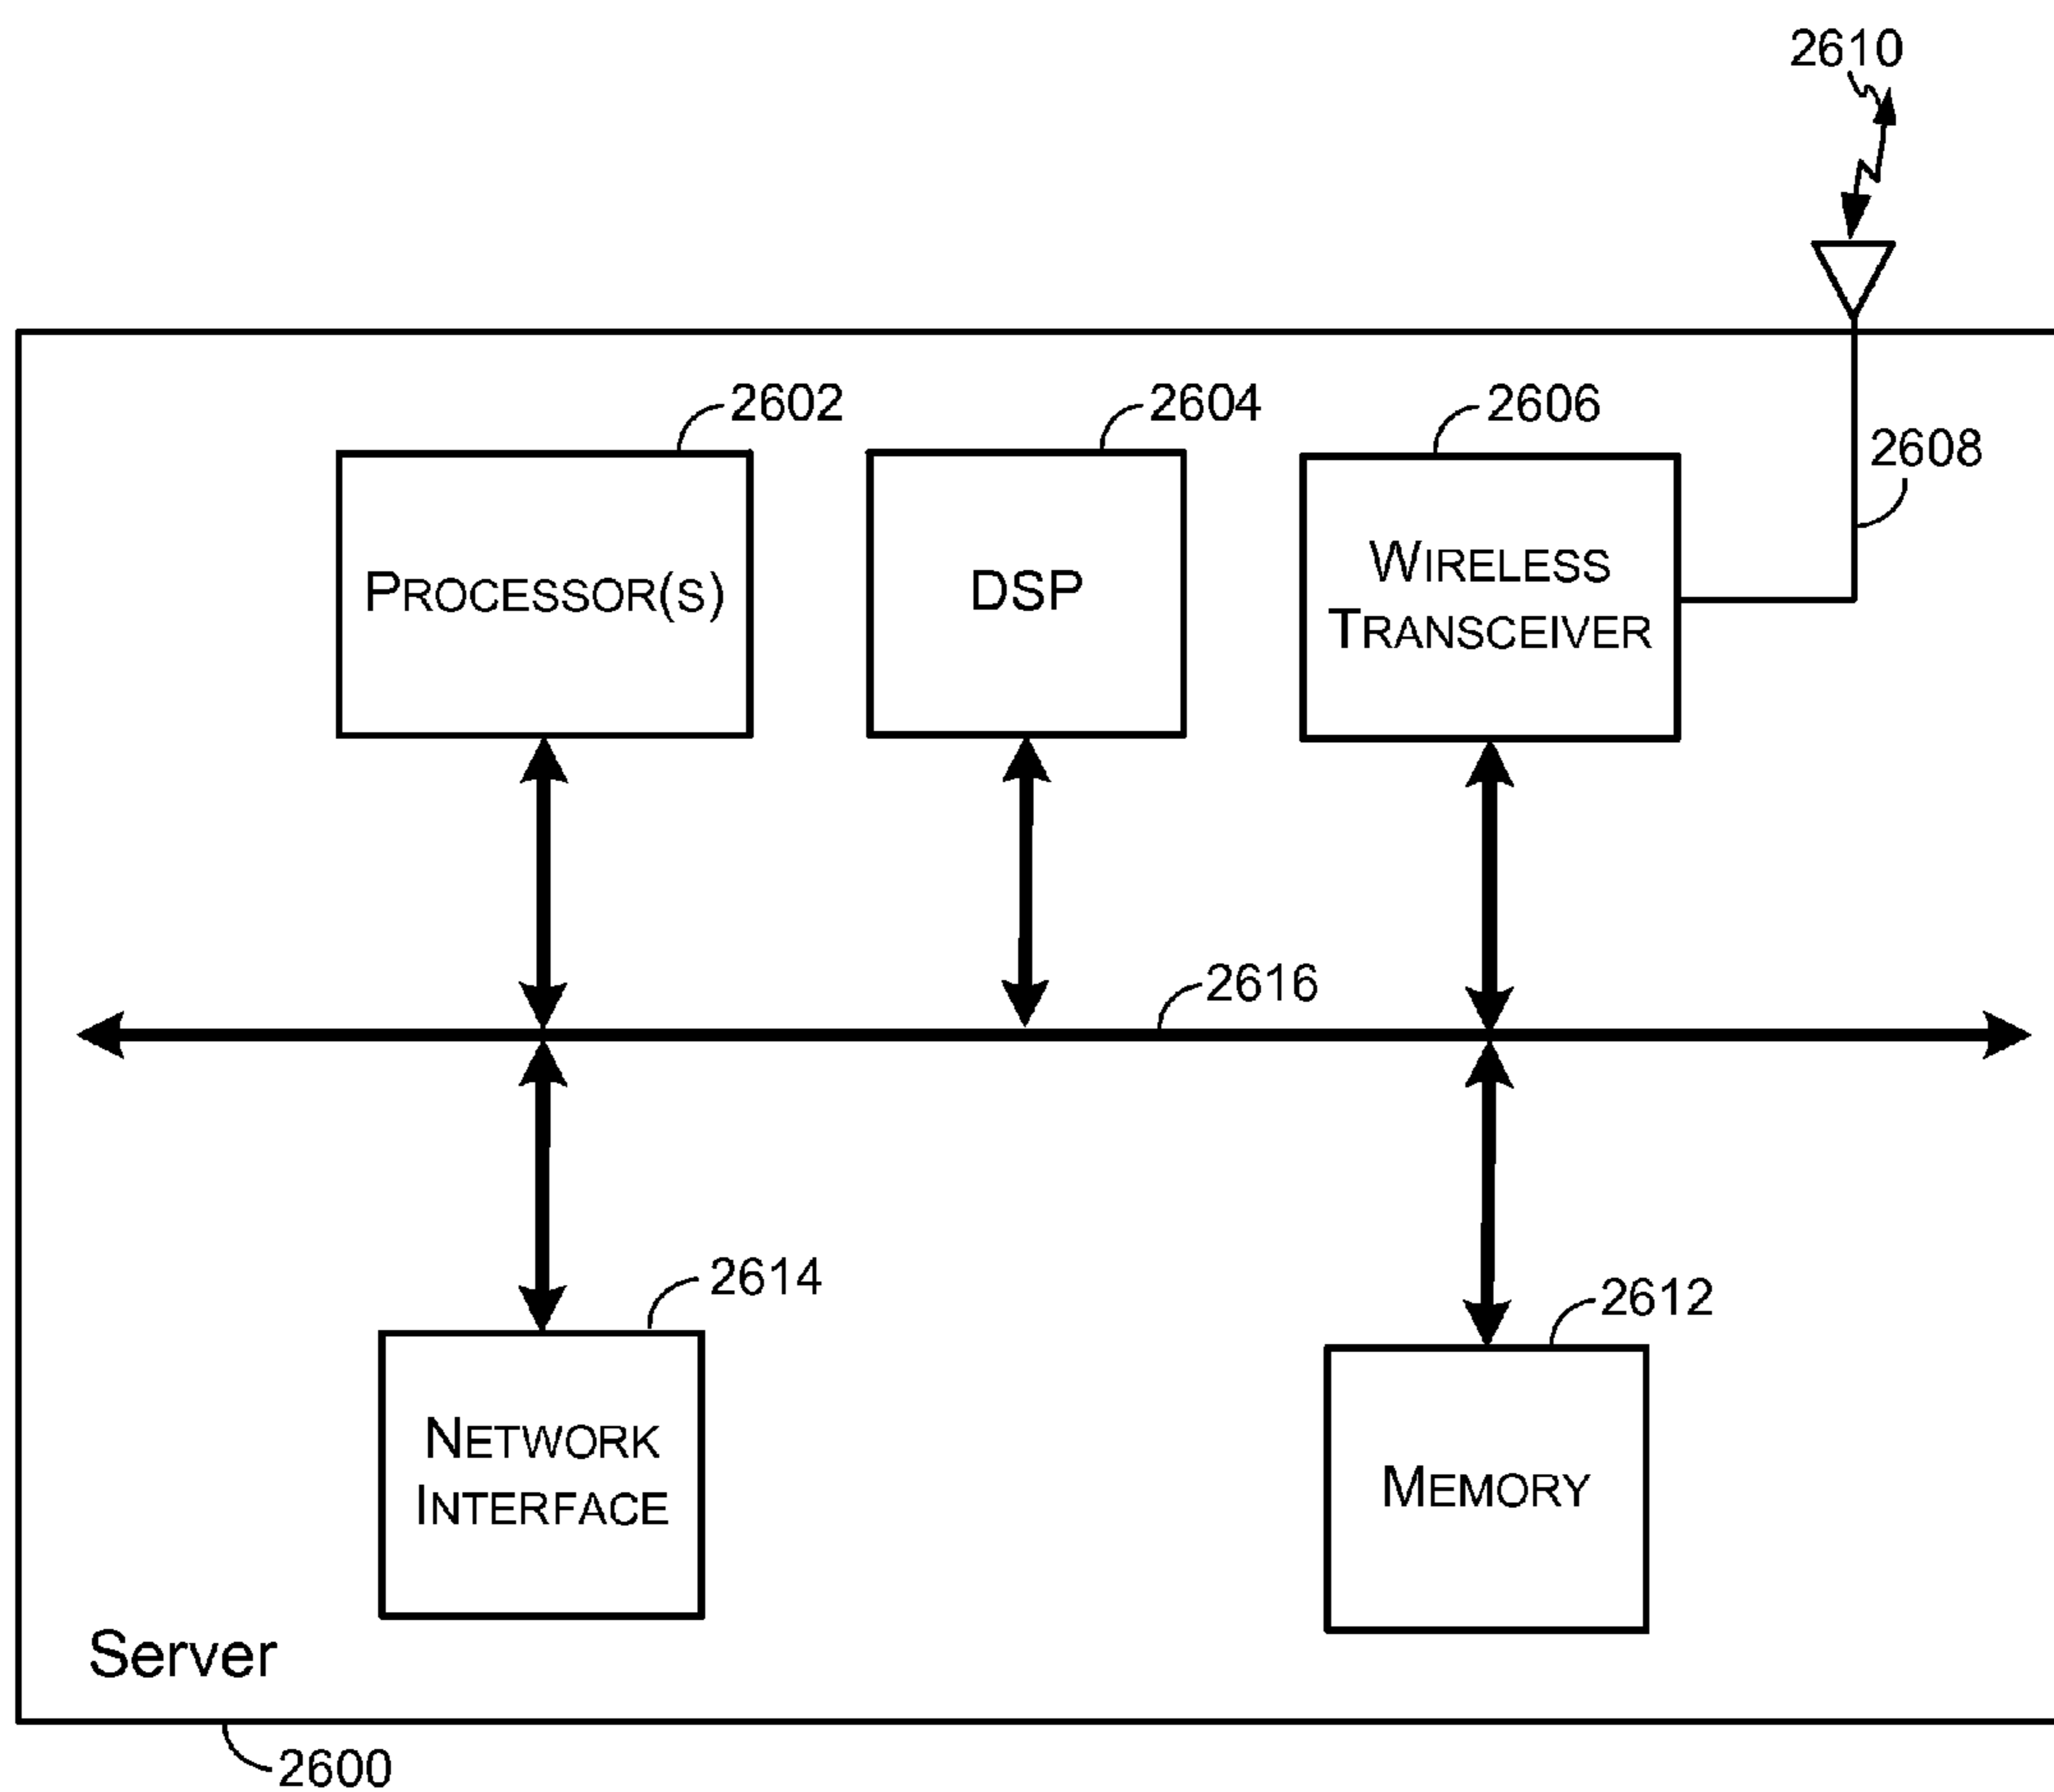 2610
2602
2604
2606
2608
PROCESSOR(S)
DSP
WIRELESS
TRANSCEIVER
2616
2614
2612
NETWORK
INTERFACE
MEMORY
Server
2600